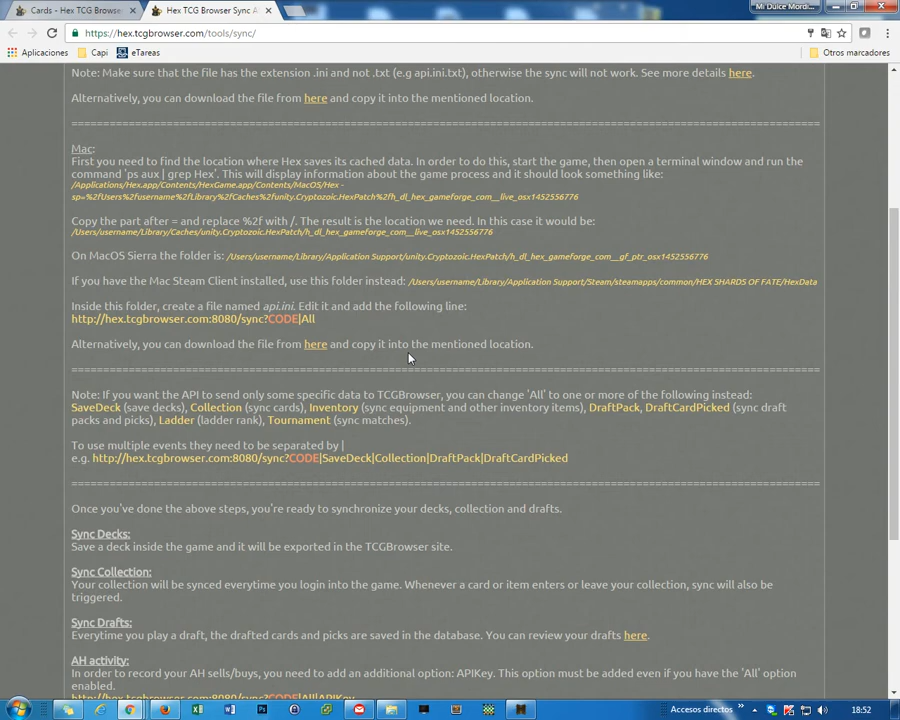 Cards - Hex TCG Browse
Hex TCG Browser Sync A
Mi Dulce Mordi...
https://hex.tcgbrowser.com/tools/sync/
Aplicaciones
Capi
eTareas
Otros marcadores
Note: Make sure that the file has the extension .ini and not .txt (e.g api.ini.txt), otherwise the sync will not work. See more details here.
Alternatively, you can download the file from here and copy it into the mentioned location.
Mac:
First you need to find the location where Hex saves its cached data. In order to do this, start the game, then open a terminal window and run the
command 'ps aux | grep Hex'. This will display information about the game process and it should look something like:
/Applications/Hex.app/Contents/HexGame.app/Contents/MacOS/Hex -
sp=%2fUsers%2fusername%2fLibrary%2fCaches%2funity.Cryptozoic.HexPatch%2fh_dl_hex_gameforge_com__live_osx1452556776
Copy the part after = and replace %2f with /. The result is the location we need. In this case it would be:
/Users/username/Library/Caches/unity.Cryptozoic.HexPatch/h_dl_hex_gameforge_com__live_osx1452556776
On MacOS Sierra the folder is: /Users/username/Library/Application Support/unity.Cryptozoic.HexPatch/h_dl_hex_gameforge_com__gf_ptr_osx1452556776
If you have the Mac Steam Client installed, use this folder instead: /Users/username/Library/Application Support/Steam/steamapps/common/HEX SHARDS OF FATE/HexData
Inside this folder, create a file named api.ini. Edit it and add the following line:
http://hex.tcgbrowser.com:8080/sync?CODE|All
Alternatively, you can download the file from here and copy it into the mentioned location.
Note: If you want the API to send only some specific data to TCGBrowser, you can change 'All' to one or more of the following instead:
SaveDeck (save decks), Collection (sync cards), Inventory (sync equipment and other inventory items), DraftPack, DraftCardPicked (sync draft
packs and picks), Ladder (ladder rank), Tournament (sync matches).
To use multiple events they need to be separated by |
e.g. http://hex.tcgbrowser.com:8080/sync?CODE|SaveDeck|Collection|DraftPack|DraftCardPicked
Once you've done the above steps, you're ready to synchronize your decks, collection and drafts.
Sync Decks:
Save a deck inside the game and it will be exported in the TCGBrowser site.
Sync Collection:
Your collection will be synced everytime you login into the game. Whenever a card or item enters or leave your collection, sync will also be
triggered.
Sync Drafts:
Everytime you play a draft, the drafted cards and picks are saved in the database. You can review your drafts here.
AH activity:
In order to record your AH sells/buys, you need to add an additional option: APIKey. This option must be added even if you have the 'All' option
enabled.
http://hex.tcgbrowser.com:8080/sync?CODE|All|APIKey
Accesos directos
18:52